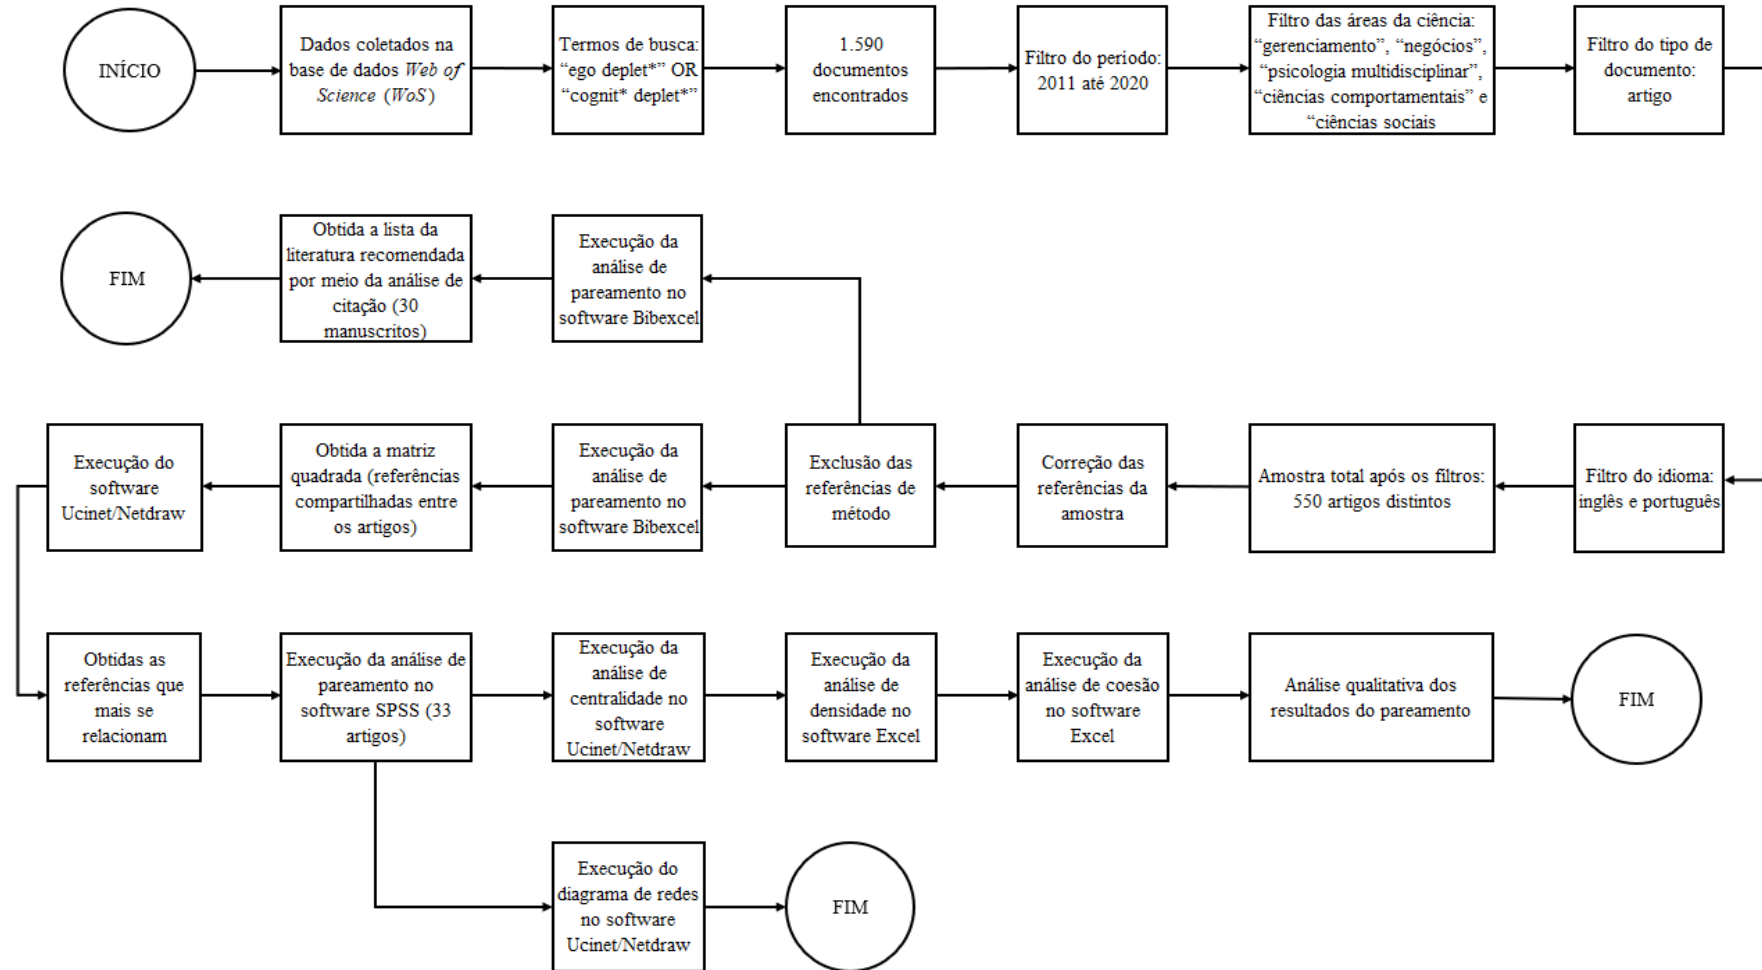 INÍCIO
Dados coletados na
base de dados Web of
Science (WoS)
Termos de busca:
“ego deplet*” OR
“cognit* deplet*”
1.590
documentos
encontrados
Filtro do período:
2011 até 2020
Filtro das áreas da ciência:
“gerenciamento”, “negócios”,
“psicologia multidisciplinar”,
“ciências comportamentais” e
“ciências sociais
Filtro do tipo de
documento:
artigo
Filtro do idioma:
inglês e português
Amostra total após os filtros:
550 artigos distintos
Correção das
referências da
amostra
Exclusão das
referências de
método
Execução da
análise de
pareamento no
software Bibexcel
Obtida a lista da
literatura recomendada
por meio da análise de
citação (30
manuscritos)
FIM
Execução da
análise de
pareamento no
software Bibexcel
Obtida a matriz
quadrada (referências
compartilhadas entre
os artigos)
Execução do
software
Ucinet/Netdraw
Obtidas as
referências que
mais se
relacionam
Execução da análise de
pareamento no
software SPSS (33
artigos)
Execução da
análise de
centralidade no
software
Ucinet/Netdraw
Execução da
análise de
densidade no
software Excel
Execução da
análise de coesão
no software
Excel
Análise qualitativa dos
resultados do pareamento
FIM
Execução do
diagrama de redes
no software
Ucinet/Netdraw
FIM